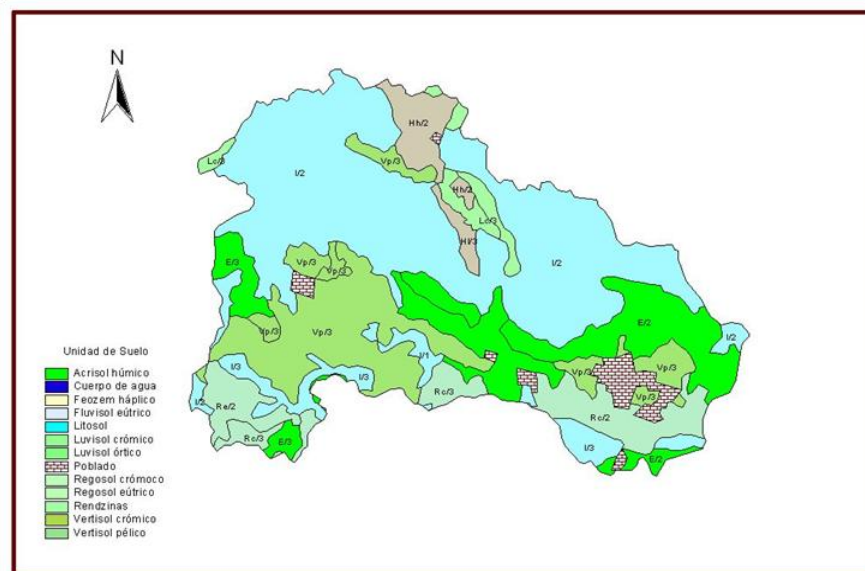 N
Hh/2
Lc/3
Vp/3
I/2
Hh/2
Lc/3
Hl/3
E/3
Vp/3
Vp/3
I/2
E/2
Vp/3
Vp/3
I/1
I/2
I/3
I/3
Vp/3
Vp/3
I/2
Re/2
Rc/3
Vp/3
Rc/2
Rc/3
E/3
I/3
E/2
Unidad de Suelo
Acrisol húmico
Cuerpo de agua
Feozem háplico
Fluvisol eútrico
Litosol
Luvisol crómico
Luvisol órtico
Poblado
Regosol crómoco
Regosol eútrico
Rendzinas
Vertisol crómico
Vertisol pélico